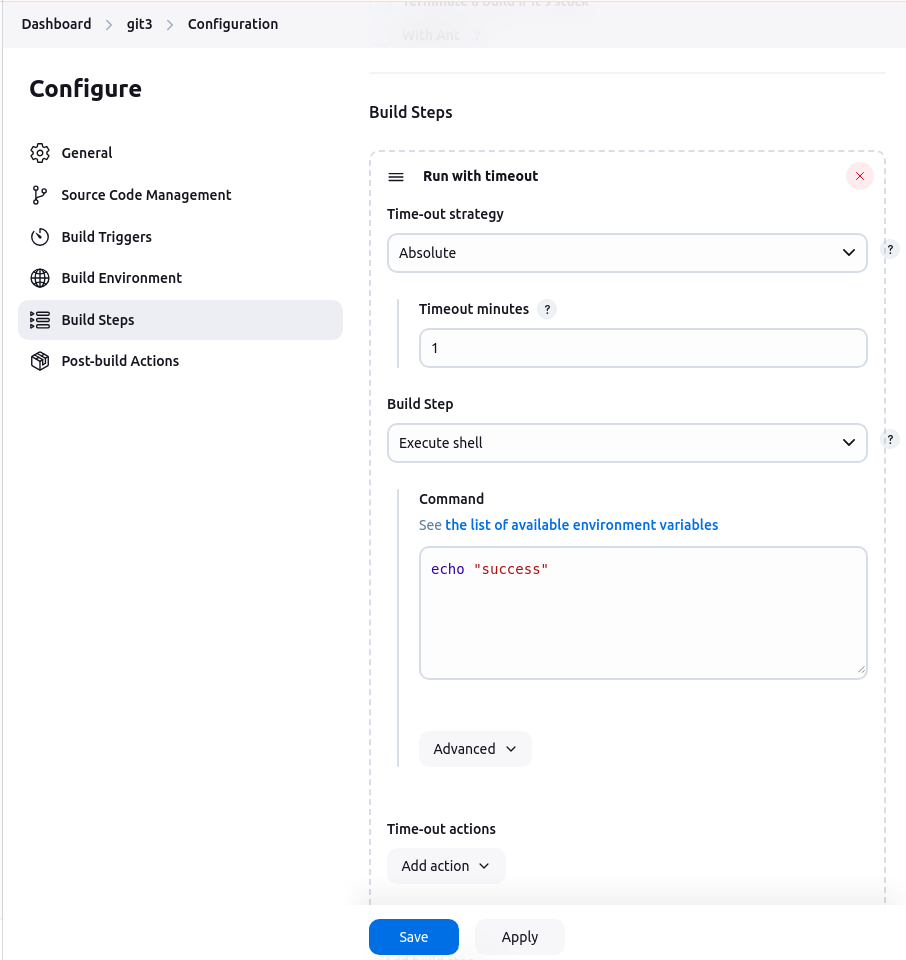 Terminate a build if it's stuck
Dashboard > git3 > Configuration
With Ant ?
Configure
General
Source Code Management
Build Triggers
Build Environment
Build Steps
Post-build Actions
Build Steps
Run with timeout
Time-out strategy
Absolute
?
Timeout minutes ?
1
Build Step
Execute shell
?
Command
See the list of available environment variables
echo "success"
Advanced
Time-out actions
Add action
Save
Apply